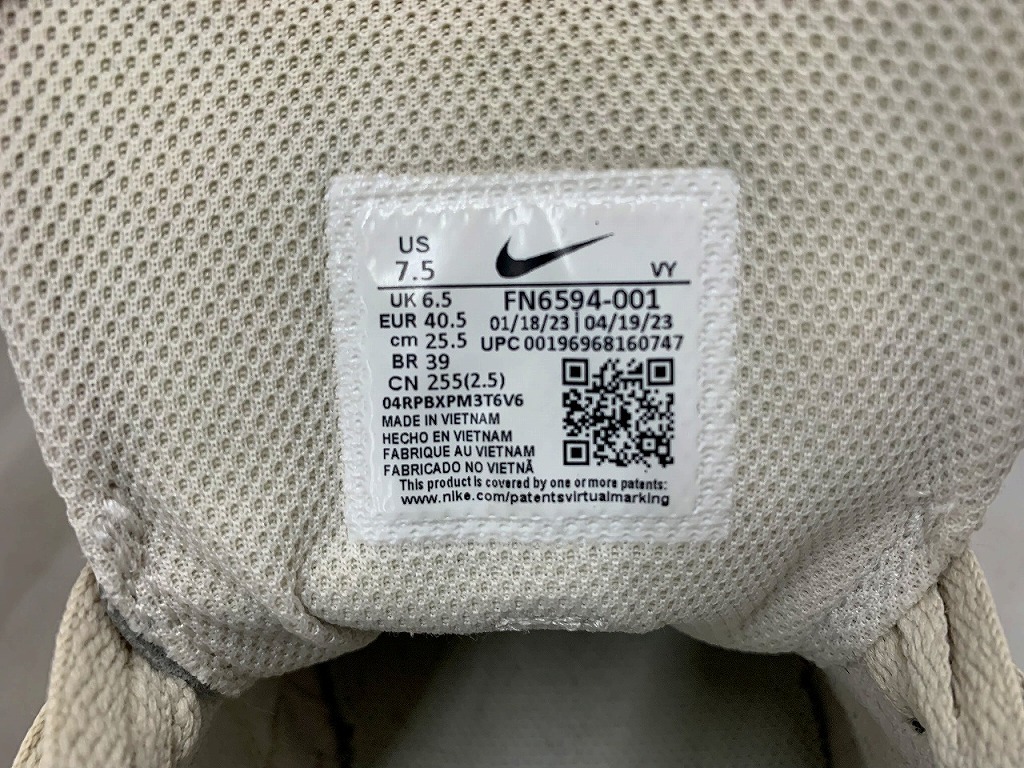 US
7.5
VY
UK 6.5
FN6594-001
EUR 40.5
01/18/23 | 04/19/23
cm 25.5
UPC 00196968160747
BR 39
CN 255(2.5)
04RPBXPM3T6V6
MADE IN VIETNAM
HECHO EN VIETNAM
FABRIQUE AU VIETNAM
FABRICADO NO VIETNÃ
This product is covered by one or more patents:
www.nike.com/patentsvirtualmarking